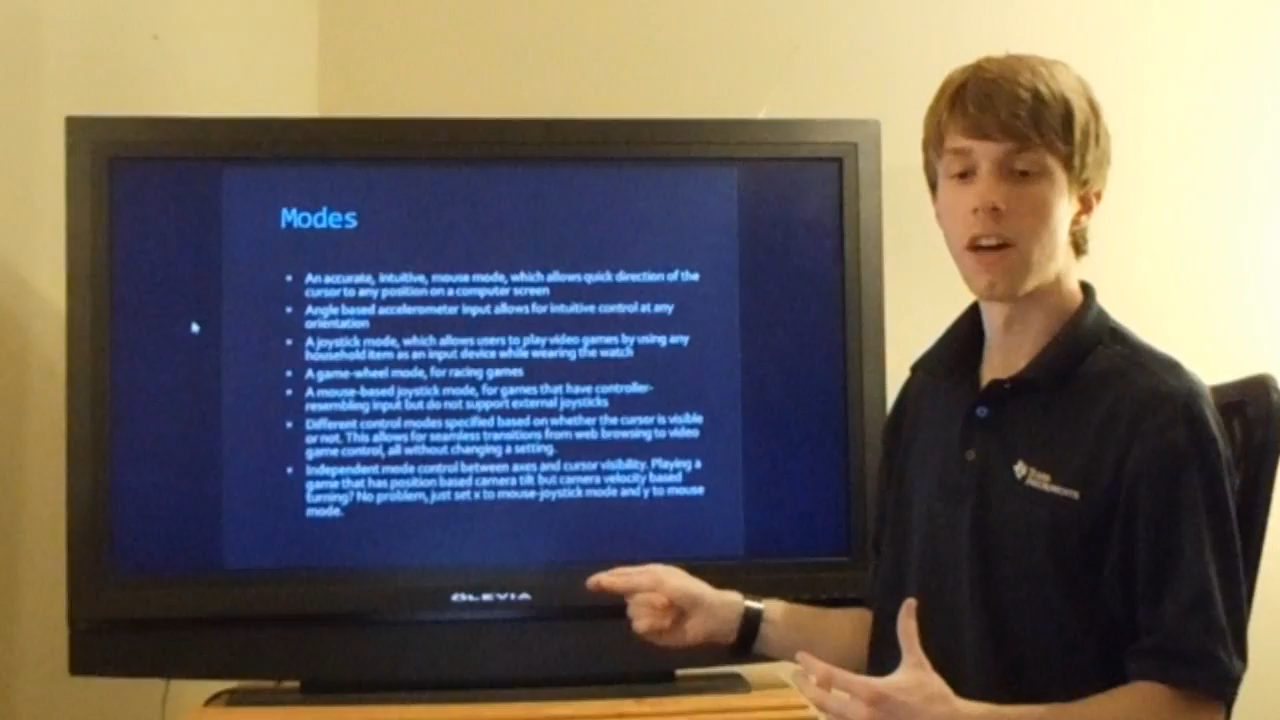 Modes
An accurate, intuitive, mouse mode, which allows quick direction of the
cursor to any position on a computer screen
Angle based accelerometer input allows for intuitive control at any
orientation
A joystick mode, which allows users to play video games by using any
household item as an input device while wearing the watch
A game-wheel mode, for racing games
A mouse-based joystick mode, for games that have controller-
resembling input but do not support external joysticks
Different control modes specified based on whether the cursor is visible
or not. This allows for seamless transitions from web browsing to video
game control, all without changing a setting.
Independent mode control between axes and cursor visibility. Playing a
game that has position based camera tilt but camera velocity based
turning? No problem, just set x to mouse-joystick mode and y to mouse
mode.
OLEVIA
Texas
Instruments